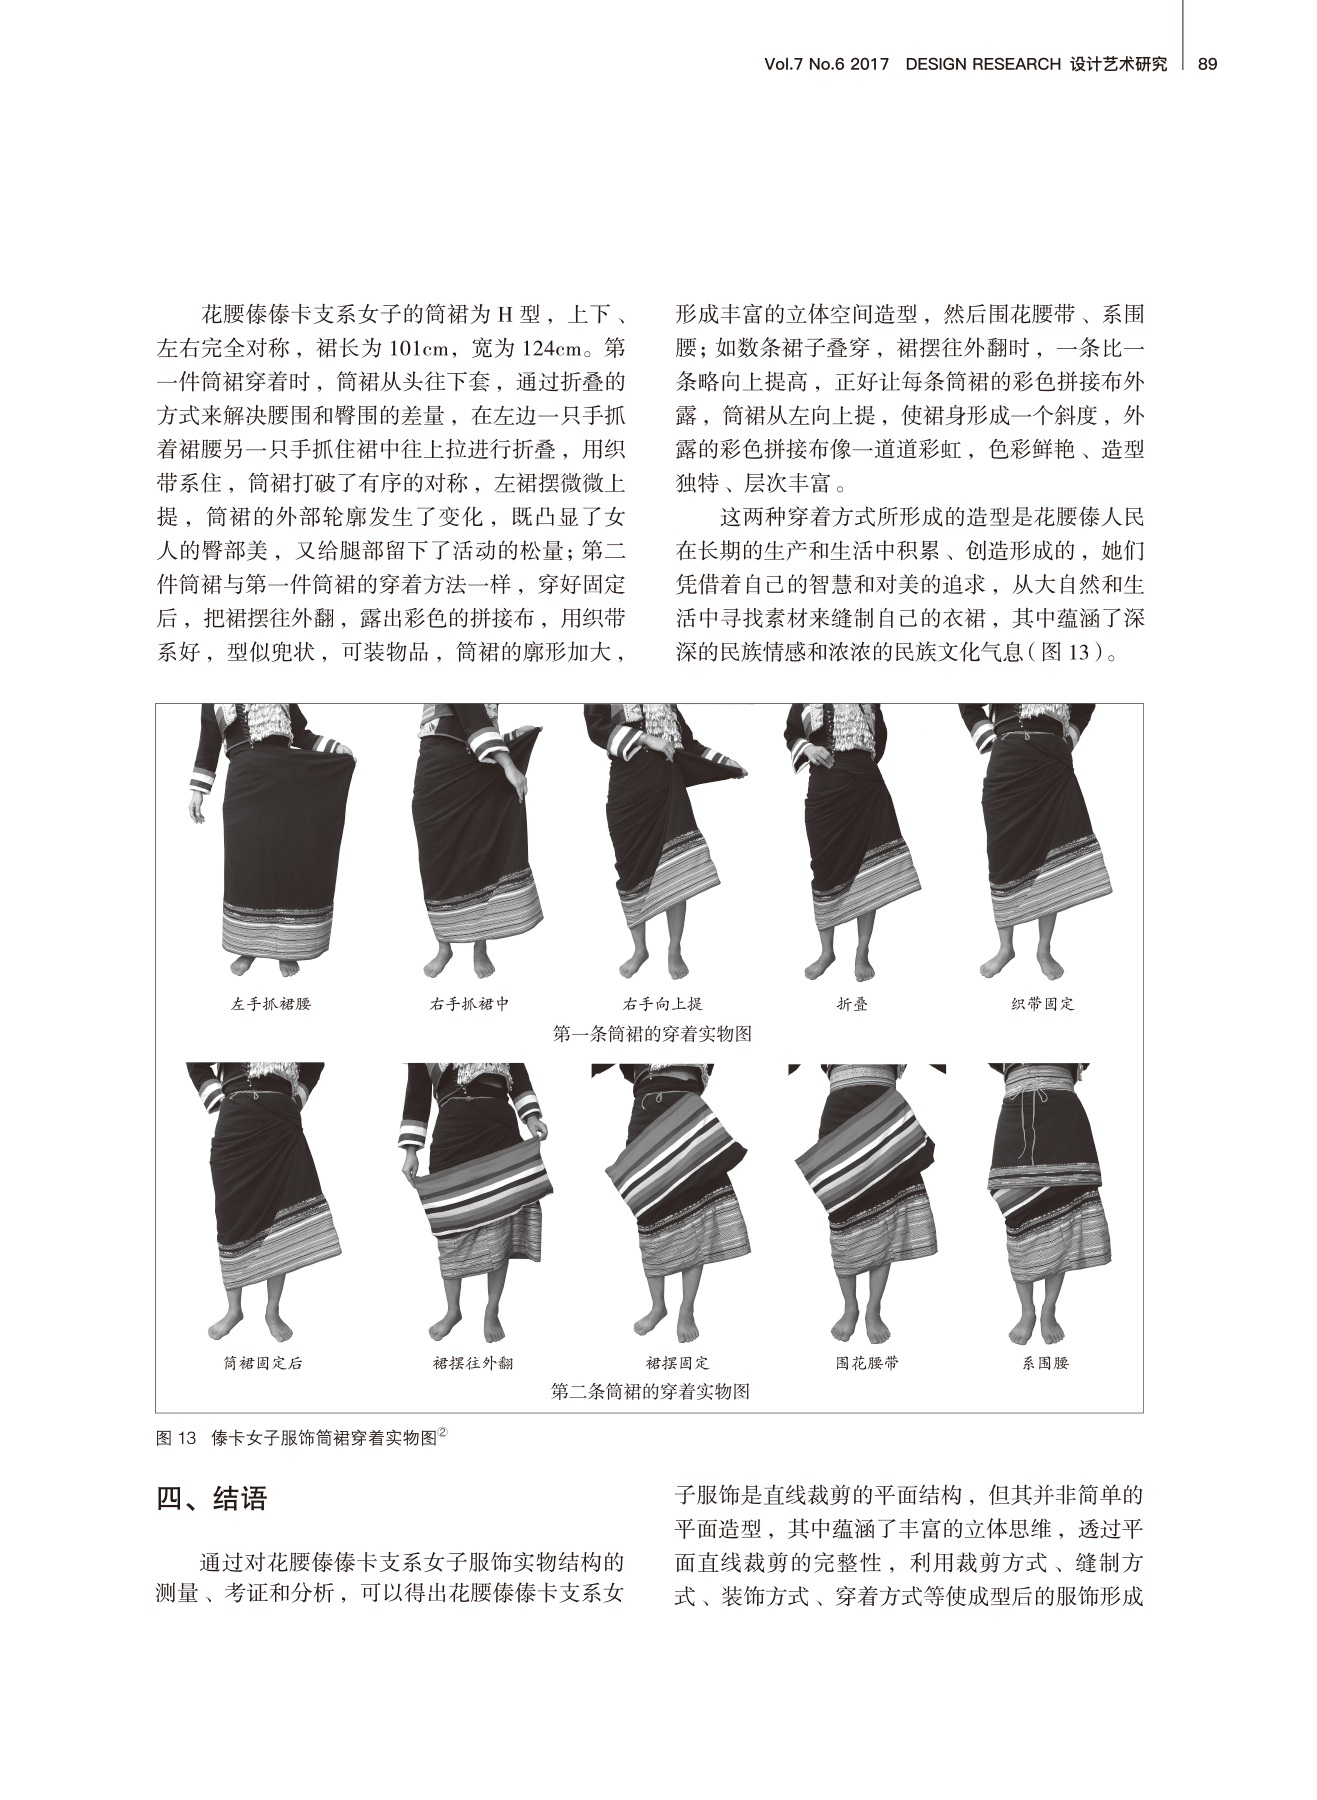 Vol.7 No.6 2017 DESIGN RESEARCH 设计艺术研究 89
花腰傣傣卡支系女子的筒裙为 H 型，上下、
左右完全对称，裙长为 101cm，宽为 124cm。第
一件筒裙穿着时，筒裙从头往下套，通过折叠的
方式来解决腰围和臀围的差量，在左边一只手抓
着裙腰另一只手抓住裙中往上拉进行折叠，用织
带系住，筒裙打破了有序的对称，左裙摆微微上
提，筒裙的外部轮廓发生了变化，既凸显了女
人的臀部美，又给腿部留下了活动的松量；第二
件筒裙与第一件筒裙的穿着方法一样，穿好固定
后，把裙摆往外翻，露出彩色的拼接布，用织带
系好，型似兜状，可装物品，筒裙的廓形加大，
形成丰富的立体空间造型，然后围花腰带、系围
腰；如数条裙子叠穿，裙摆往外翻时，一条比一
条略向上提高，正好让每条筒裙的彩色拼接布外
露，筒裙从左向上提，使裙身形成一个斜度，外
露的彩色拼接布像一道道彩虹，色彩鲜艳、造型
独特、层次丰富。
这两种穿着方式所形成的造型是花腰傣人民
在长期的生产和生活中积累、创造形成的，她们
凭借着自己的智慧和对美的追求，从大自然和生
活中寻找素材来缝制自己的衣裙，其中蕴涵了深
深的民族情感和浓浓的民族文化气息（图 13）。
左手抓裙腰 右手抓裙中 右手向上提 折叠 织带固定
第一条筒裙的穿着实物图
筒裙固定后 裙摆往外翻 裙摆固定 围花腰带 系围腰
第二条筒裙的穿着实物图
图 13 傣卡女子服饰筒裙穿着实物图②
四、结语
通过对花腰傣傣卡支系女子服饰实物结构的
测量、考证和分析，可以得出花腰傣傣卡支系女
子服饰是直线裁剪的平面结构，但其并非简单的
平面造型，其中蕴涵了丰富的立体思维，透过平
面直线裁剪的完整性，利用裁剪方式、缝制方
式、装饰方式、穿着方式等使成型后的服饰形成